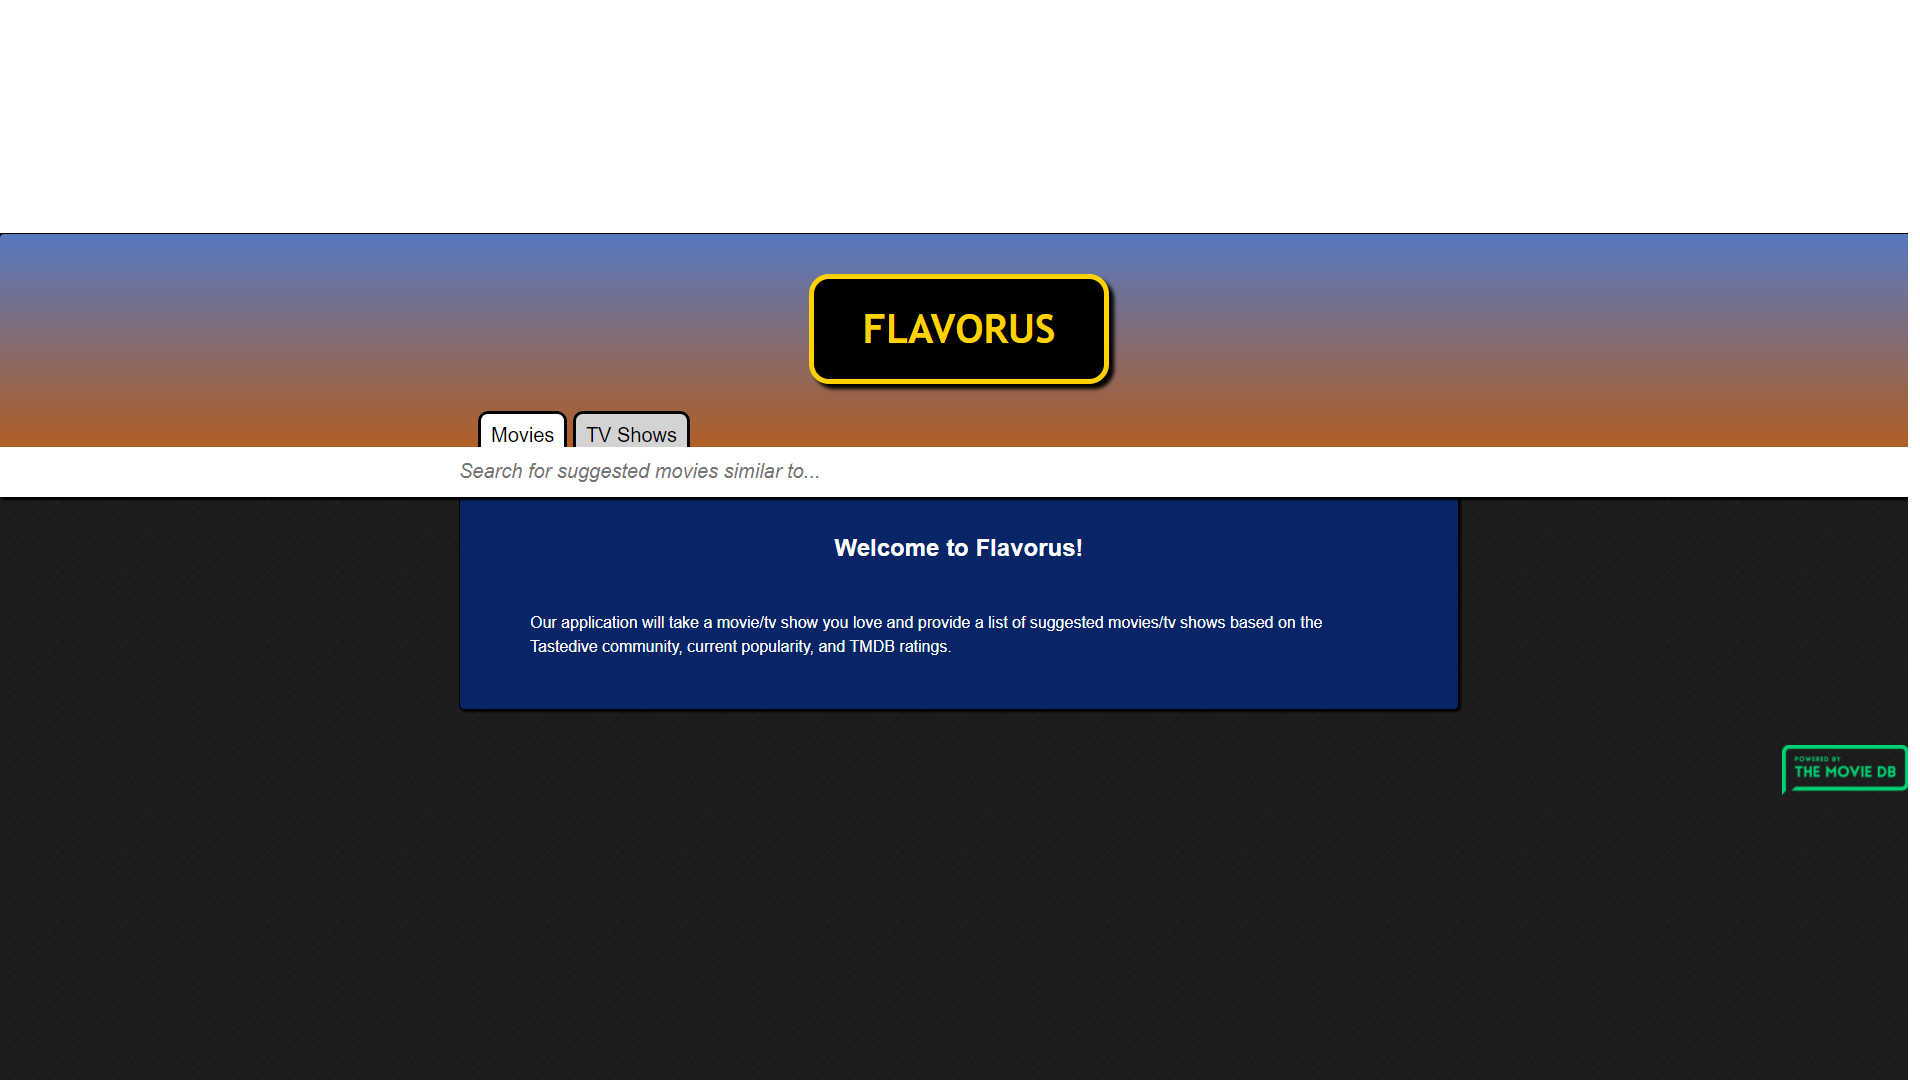 FLAVORUS
Movies TV Shows
Search for suggested movies similar to...
Welcome to Flavorus!
Our application will take a movie/tv show you love and provide a list of suggested movies/tv shows based on the
Tastedive community, current popularity, and TMDB ratings.
POWERED BY
THE MOVIE DB